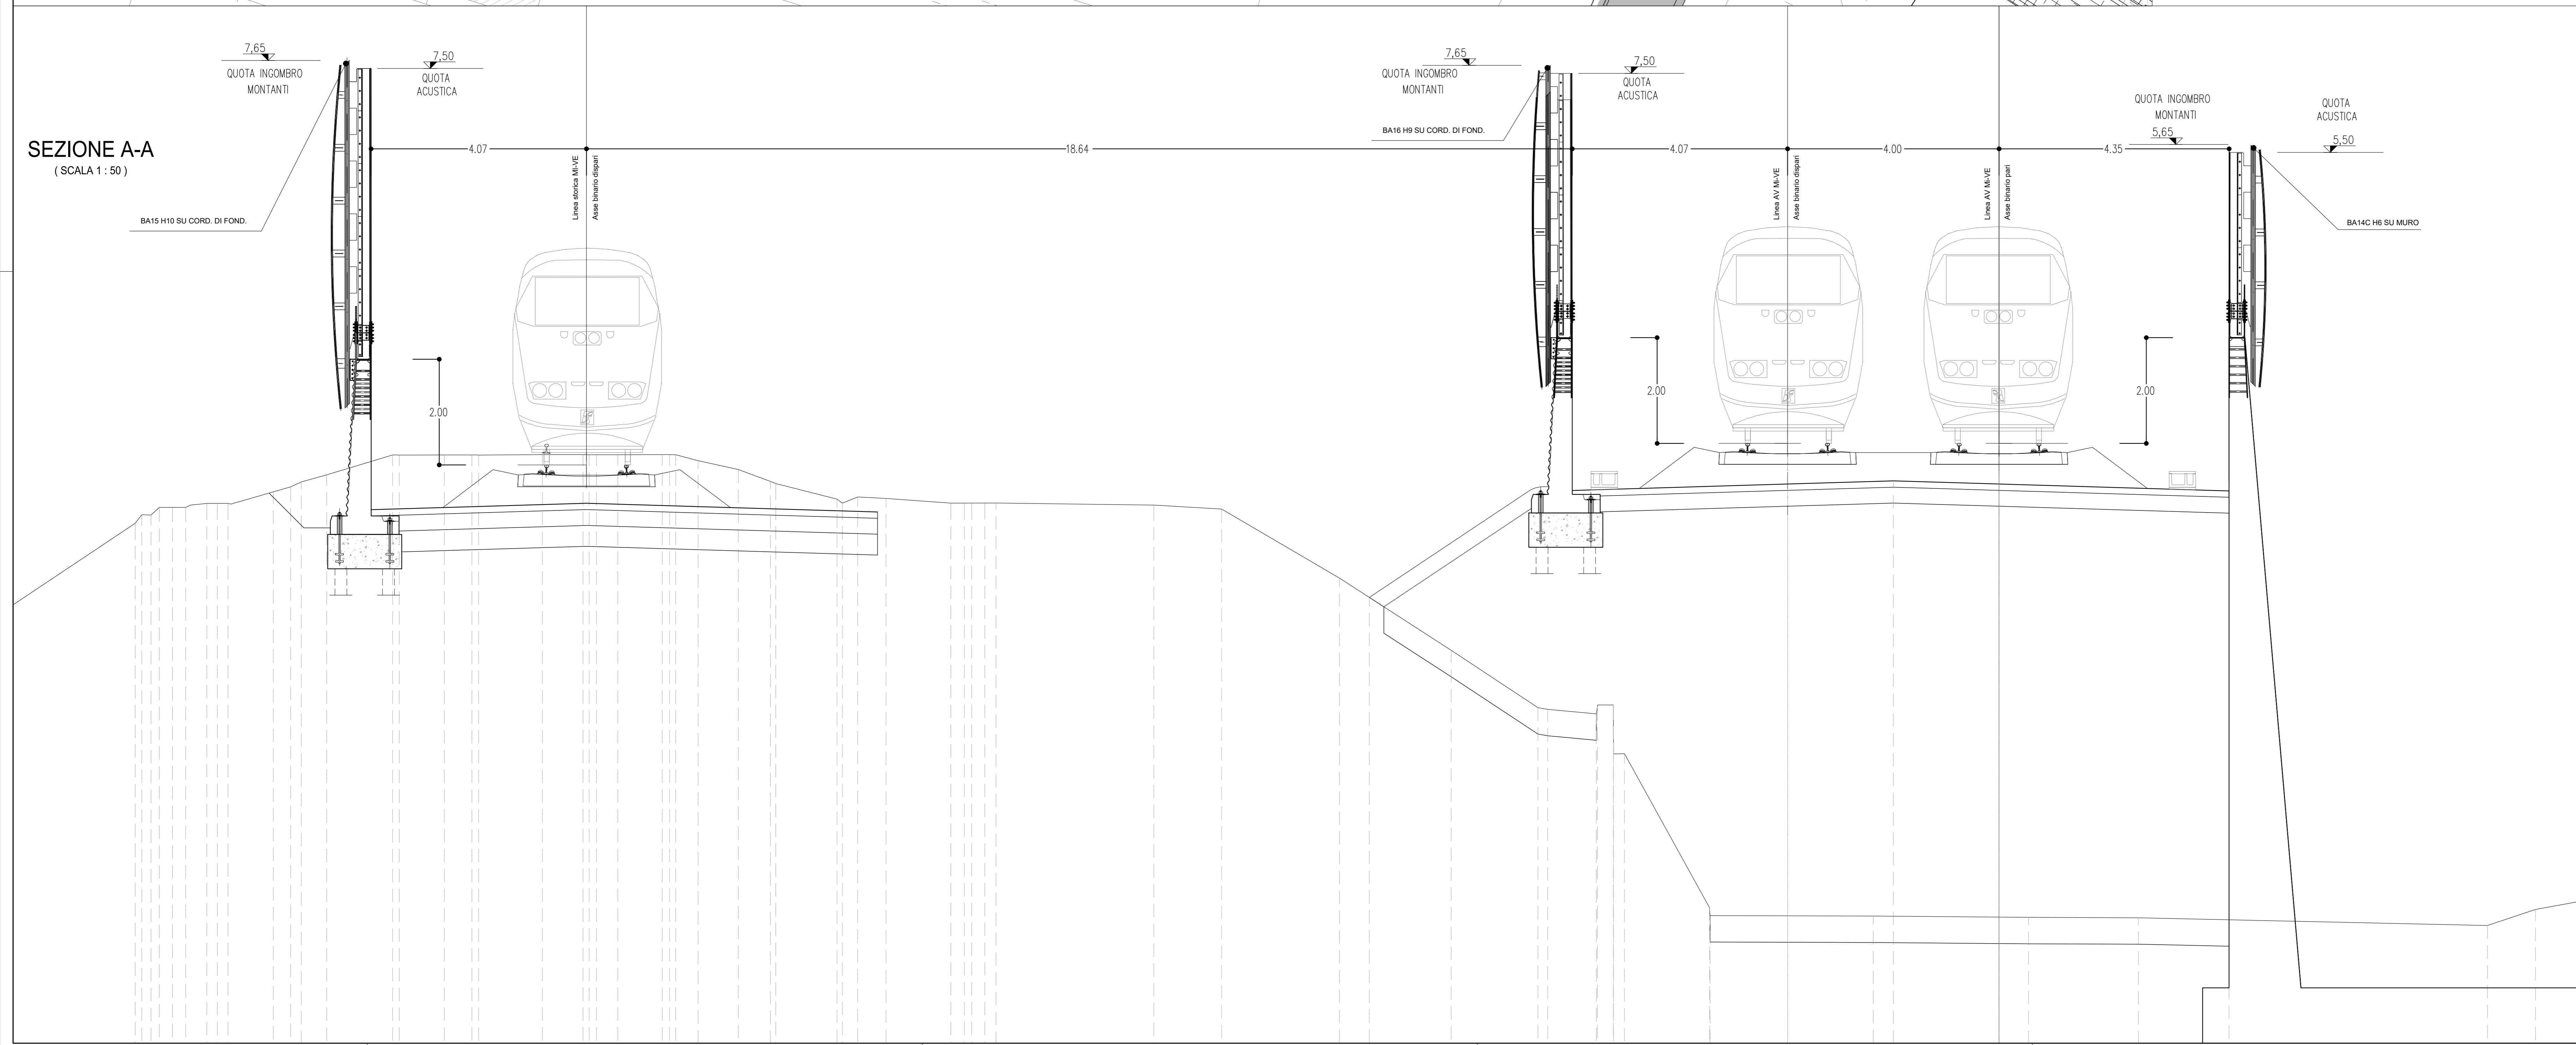 SEZIONE A-A
( SCALA 1 : 50 )
7,65
QUOTA INGOMBRO
MONTANTI
7,50
QUOTA
ACUSTICA
BA15 H10 SU CORD. DI FOND.
4.07
Linea storica MI-VE
Asse binario dispari
18.64
2.00
7,65
QUOTA INGOMBRO
MONTANTI
7,50
QUOTA
ACUSTICA
BA16 H9 SU CORD. DI FOND.
4.07
Linea AV MI-VE
Asse binario dispari
4.00
Linea AV MI-VE
Asse binario pari
4.35
2.00
2.00
QUOTA INGOMBRO
MONTANTI
5,65
QUOTA
ACUSTICA
5,50
BA14C H6 SU MURO